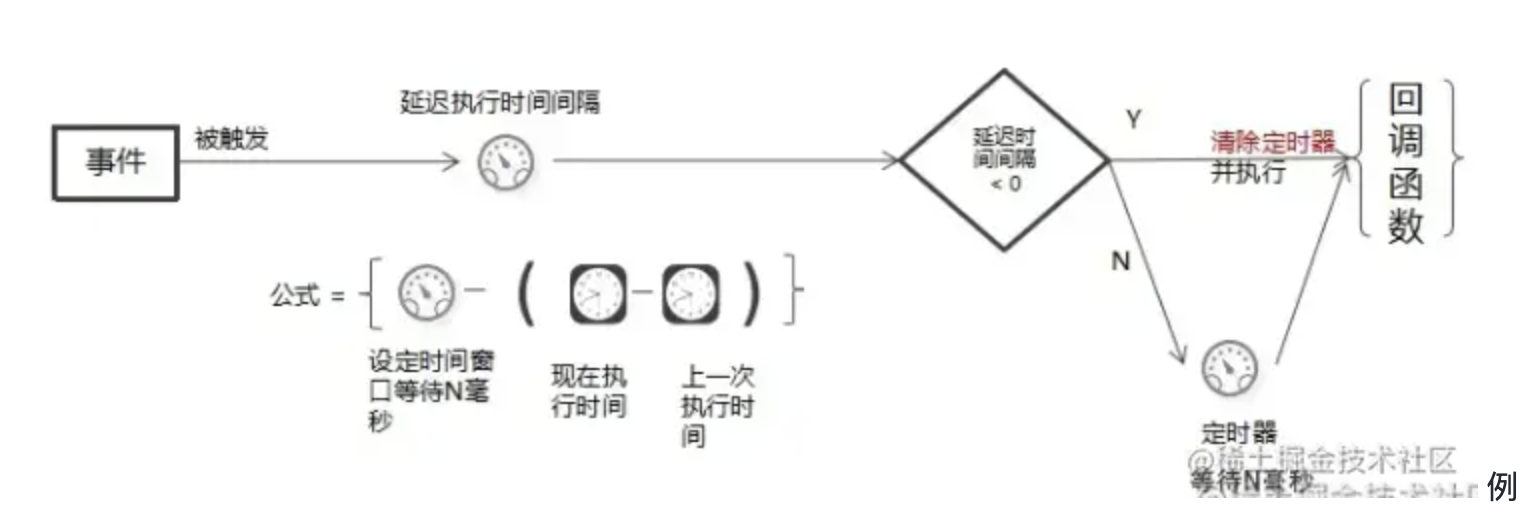 延迟执行时间间隔
事件
被触发
延迟时
间间隔
< 0
Y
清除定时器
并执行
回
调
函
数
N
公式 = { - ( - ) }
设定时间窗
口等待N毫
秒
现在执
行时间
上一次
执行时
间
定时器
@稀土掘金技术社区
等待N毫秒
例